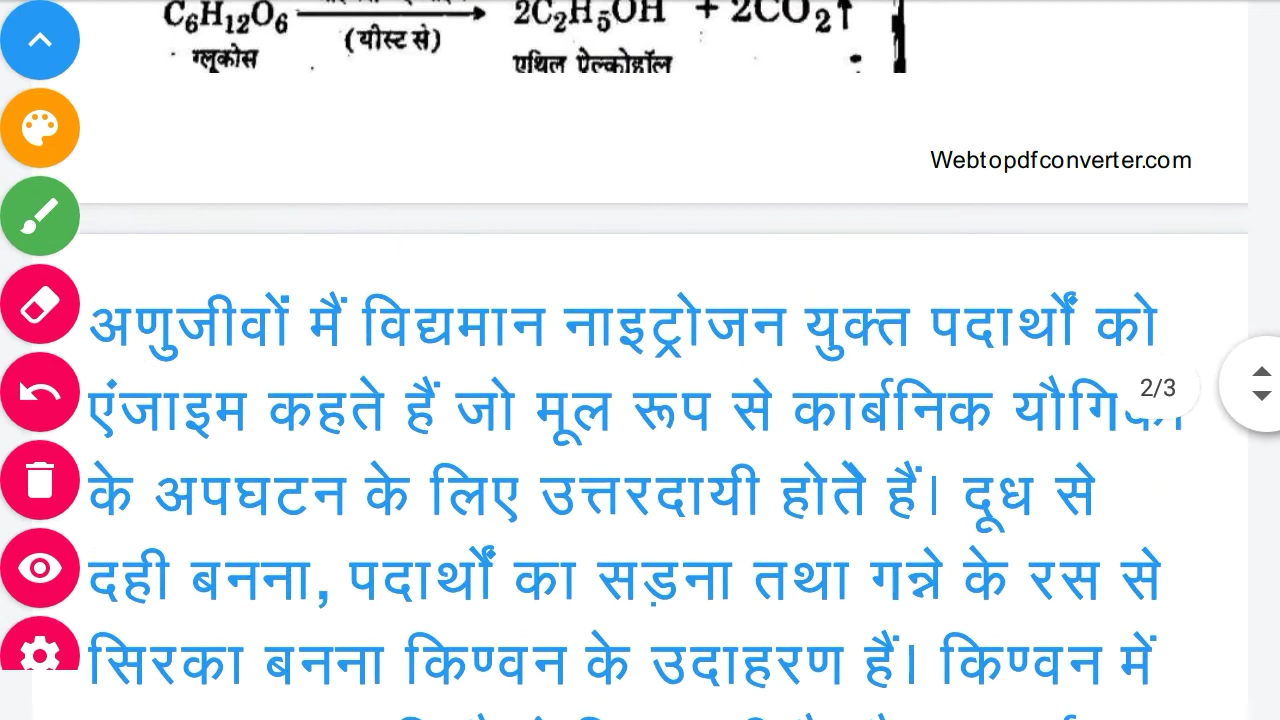 C₆H₁₂O₆ → 2C₂H₅OH + 2CO₂↑
(यीस्ट से)
ग्लूकोस एथिल ऐल्कोहॉल
Webtopdfconverter.com
अणुजीवों मैं विद्यमान नाइट्रोजन युक्त पदार्थों को
2/3
एंजाइम कहते हैं जो मूल रूप से कार्बनिक
के अपघटन के लिए उत्तरदायी होते हैं। दूध से
दही बनना, पदार्थों का सड़ना तथा गन्ने के रस से
सिरका बनना किण्वन के उदाहरण हैं। किण्वन में